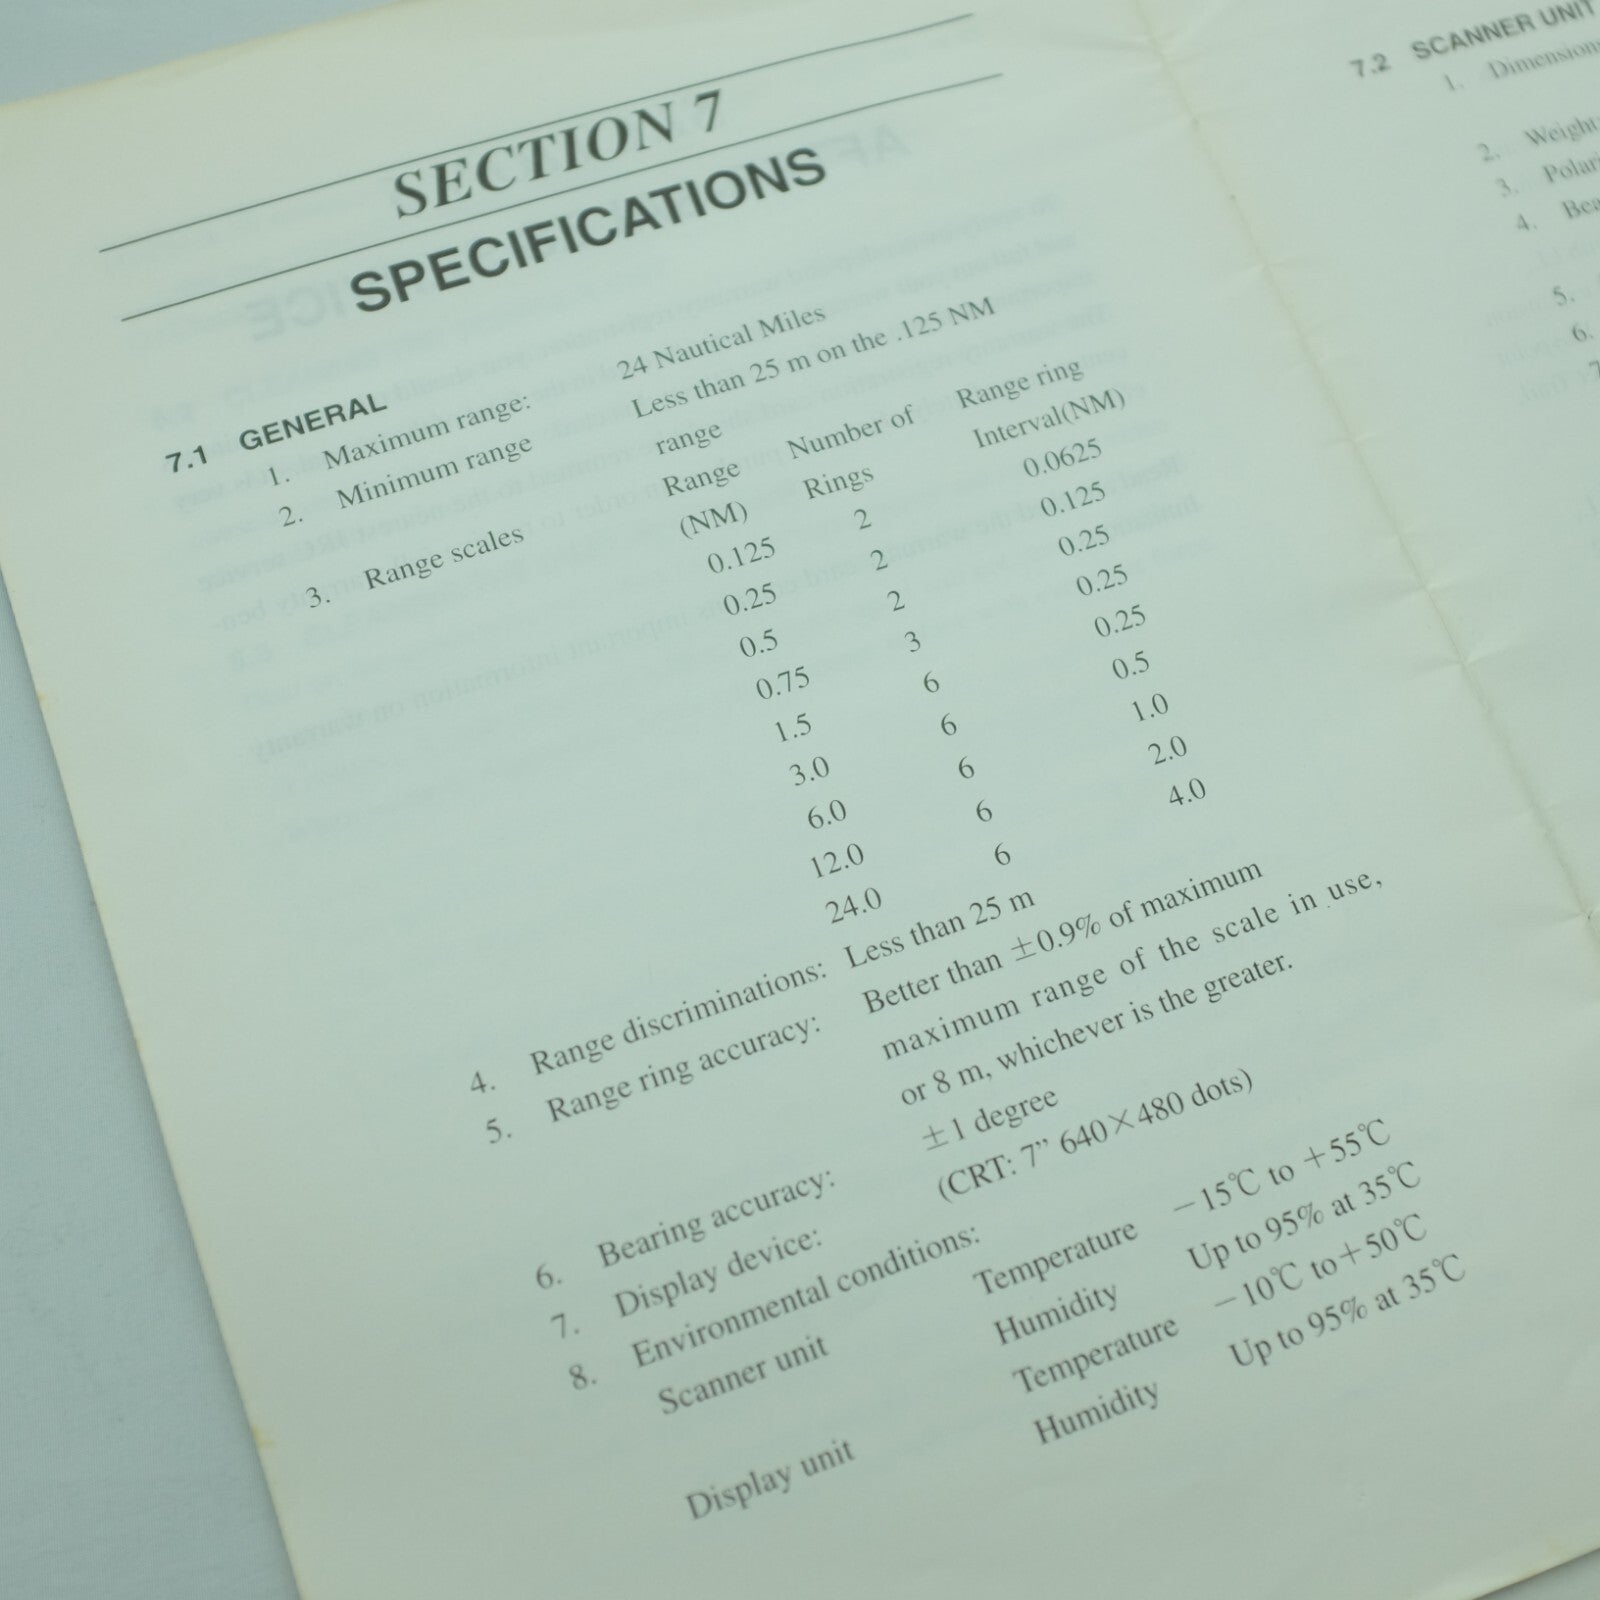 SECTION 7
SPECIFICATIONS
7.1 GENERAL
1. Maximum range: 24 Nautical Miles
2. Minimum range Less than 25 m on the .125 NM
range
3. Range scales Range Number of Range ring
(NM) Rings Interval(NM)
0.125 2 0.0625
0.25 2 0.125
0.5 2 0.25
0.75 3 0.25
1.5 6 0.25
3.0 6 0.5
6.0 6 1.0
12.0 6 2.0
24.0 6 4.0
4. Range discriminations: Less than 25 m
5. Range ring accuracy: Better than ±0.9% of maximum
maximum range of the scale in use,
or 8 m, whichever is the greater.
6. Bearing accuracy: ±1 degree
7. Display device: (CRT: 7” 640×480 dots)
8. Environmental conditions:
Scanner unit Temperature −15℃ to +55℃
Humidity Up to 95% at 35℃
Display unit Temperature −10℃ to +50℃
Humidity Up to 95% at 35℃
7.2 SCANNER UNIT
1. Dimensions
2. Weight
3.
4.
5.
6.